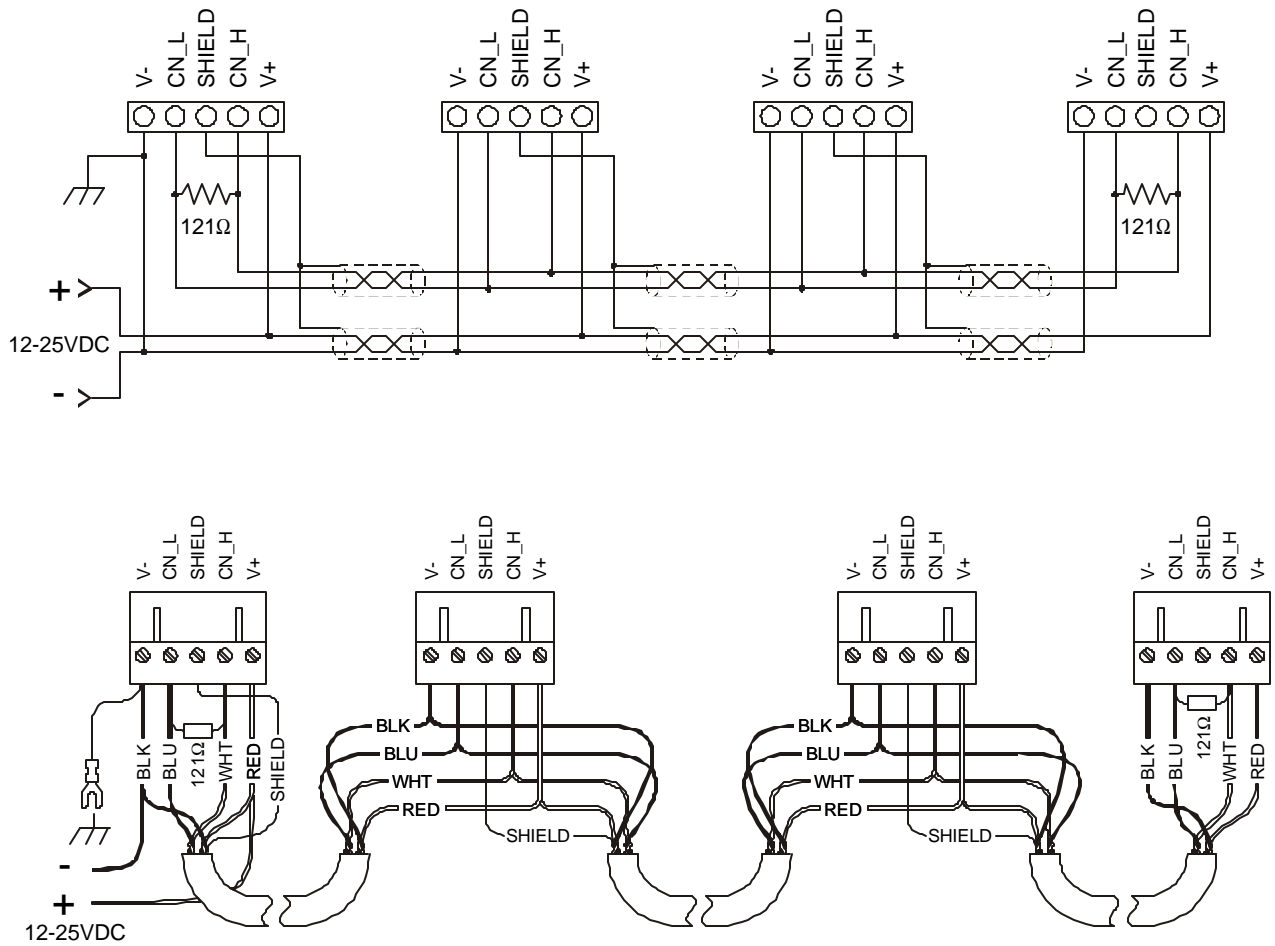 V- CN_L SHIELD CN_H V+
V- CN_L SHIELD CN_H V+
V- CN_L SHIELD CN_H V+
V- CN_L SHIELD CN_H V+
121Ω
121Ω
+
12-25VDC
-
V- CN_L SHIELD CN_H V+
V- CN_L SHIELD CN_H V+
V- CN_L SHIELD CN_H V+
V- CN_L SHIELD CN_H V+
BLK BLU 121Ω WHT RED SHIELD
BLK
BLU
WHT
RED
SHIELD
BLK
BLU
WHT
RED
SHIELD
BLK BLU 121Ω WHT RED
-
+
12-25VDC